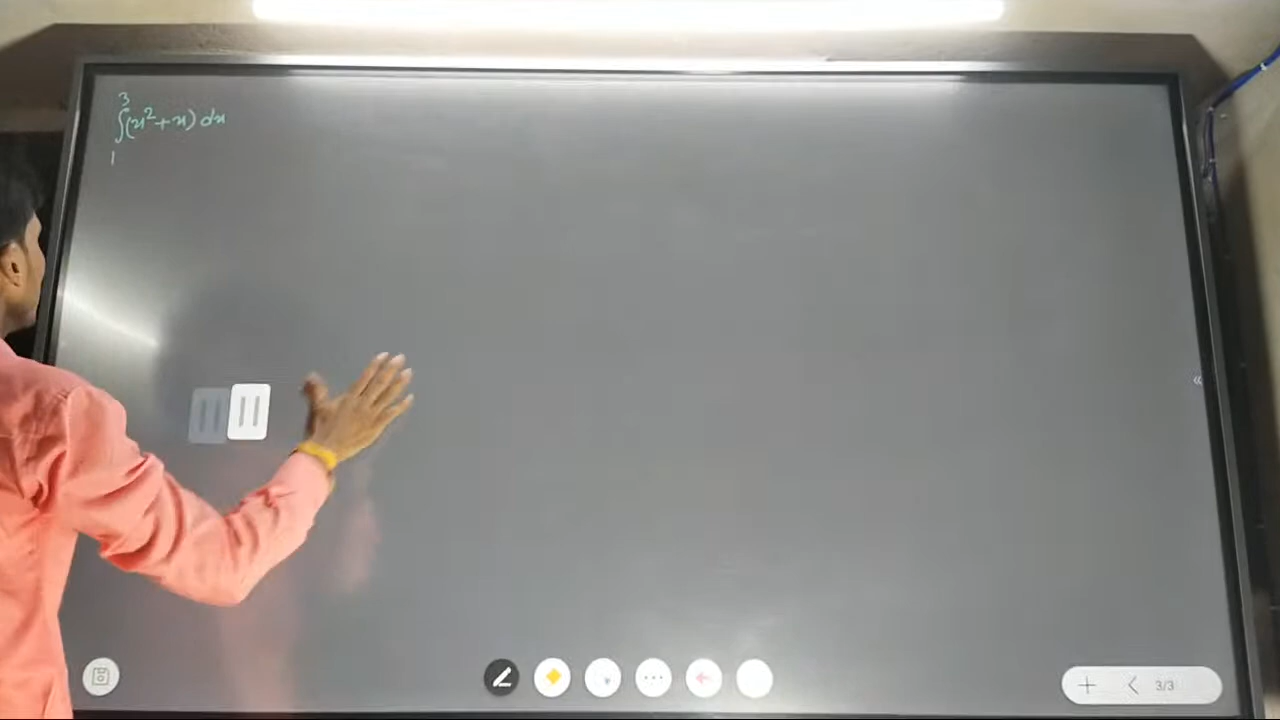 3
∫(x²+x) dx
1
3/3